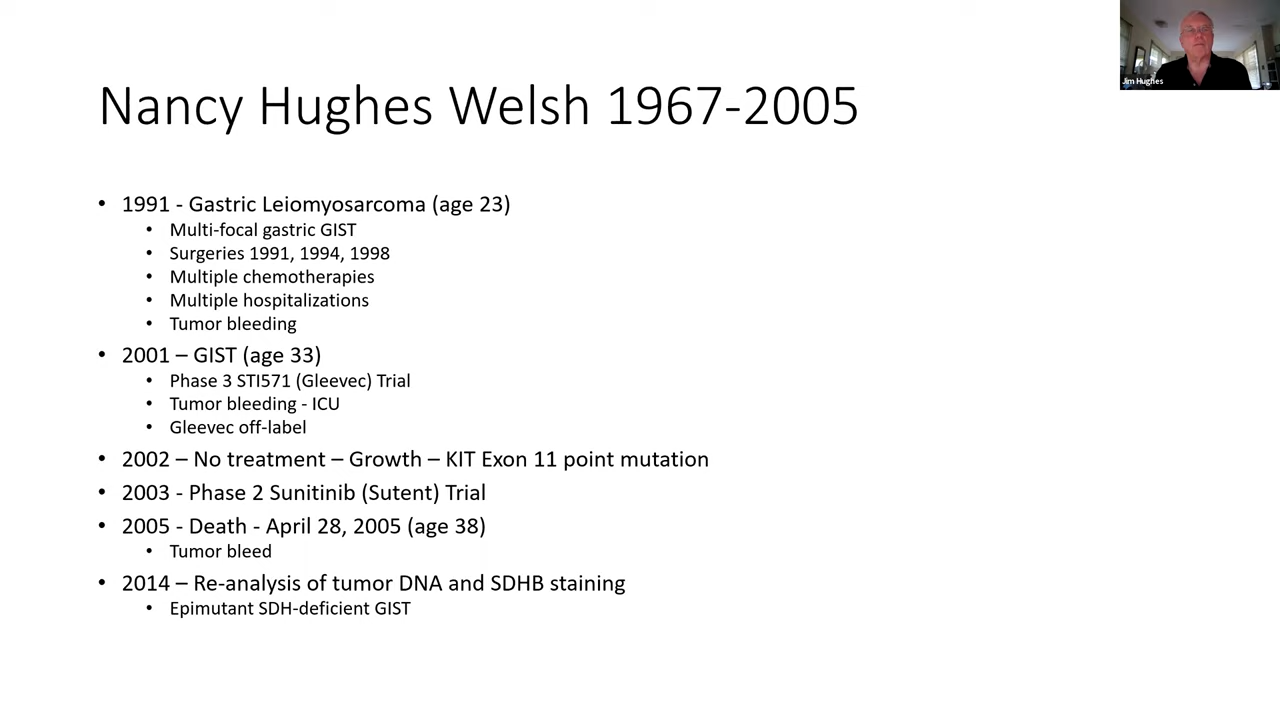 Jim Hughes
Nancy Hughes Welsh 1967-2005
• 1991 - Gastric Leiomyosarcoma (age 23)
• Multi-focal gastric GIST
• Surgeries 1991, 1994, 1998
• Multiple chemotherapies
• Multiple hospitalizations
• Tumor bleeding
• 2001 – GIST (age 33)
• Phase 3 STI571 (Gleevec) Trial
• Tumor bleeding - ICU
• Gleevec off-label
• 2002 – No treatment – Growth – KIT Exon 11 point mutation
• 2003 - Phase 2 Sunitinib (Sutent) Trial
• 2005 - Death - April 28, 2005 (age 38)
• Tumor bleed
• 2014 – Re-analysis of tumor DNA and SDHB staining
• Epimutant SDH-deficient GIST